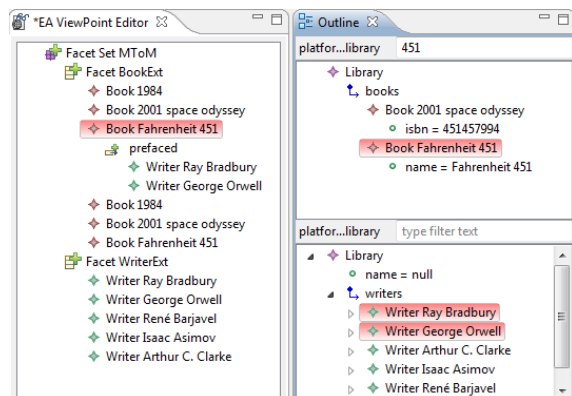 *EA ViewPoint Editor
Facet Set MToM
Facet BookExt
Book 1984
Book 2001 space odyssey
Book Fahrenheit 451
prefaced
Writer Ray Bradbury
Writer George Orwell
Book 1984
Book 2001 space odyssey
Book Fahrenheit 451
Facet WriterExt
Writer Ray Bradbury
Writer George Orwell
Writer René Barjavel
Writer Isaac Asimov
Writer Arthur C. Clarke
Outline
platfor...library 451
Library
books
Book 2001 space odyssey
isbn = 451457994
Book Fahrenheit 451
name = Fahrenheit 451
platfor...library type filter text
Library
name = null
writers
Writer Ray Bradbury
Writer George Orwell
Writer Arthur C. Clarke
Writer Isaac Asimov
Writer René Barjavel